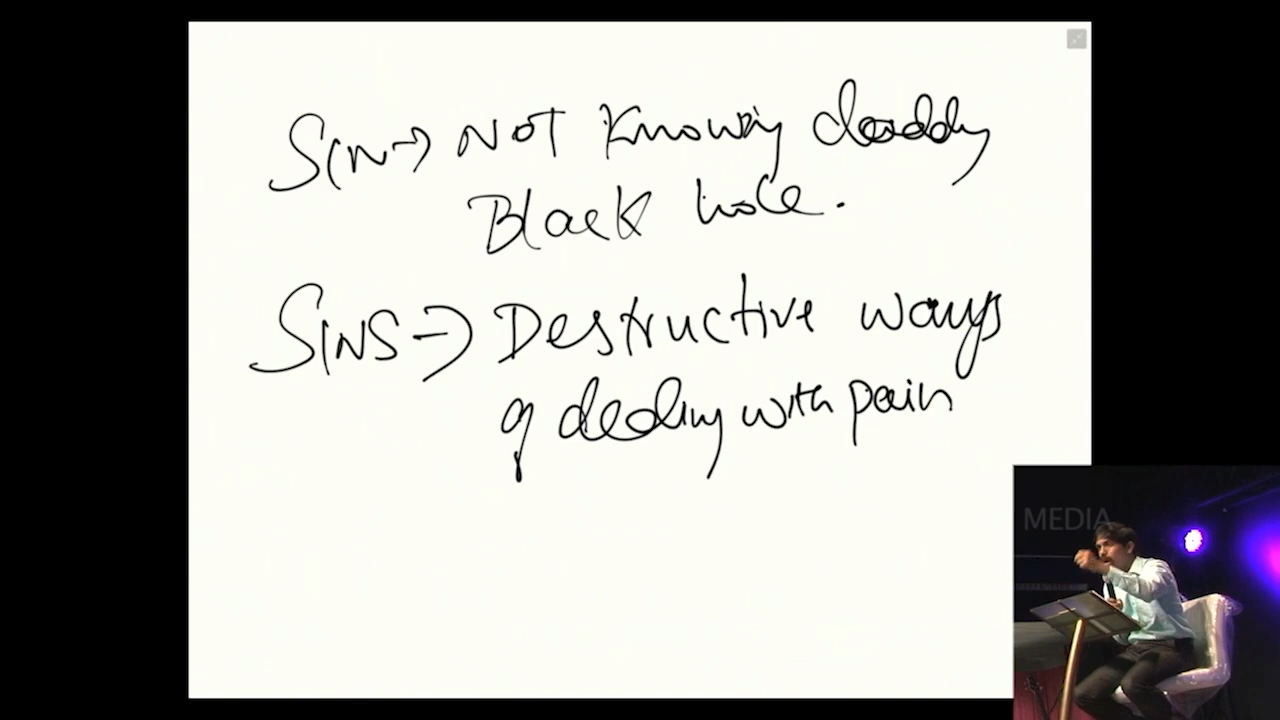 SIN → NOT Knowing daddy
Black hole.
SINS → Destructive ways
of dealing with pain
MEDIA